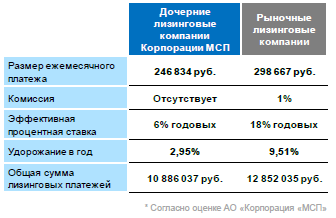 Дочерние
лизинговые
компании
Корпорации МСП
Рыночные
лизинговые
компании
Размер ежемесячного
платежа
246 834 руб.
298 667 руб.
Комиссия
Отсутствует
1%
Эффективная
процентная ставка
6% годовых
18% годовых
Удорожание в год
2,95%
9,51%
Общая сумма
лизинговых платежей
10 886 037 руб.
12 852 035 руб.
* Согласно оценке АО «Корпорация «МСП»